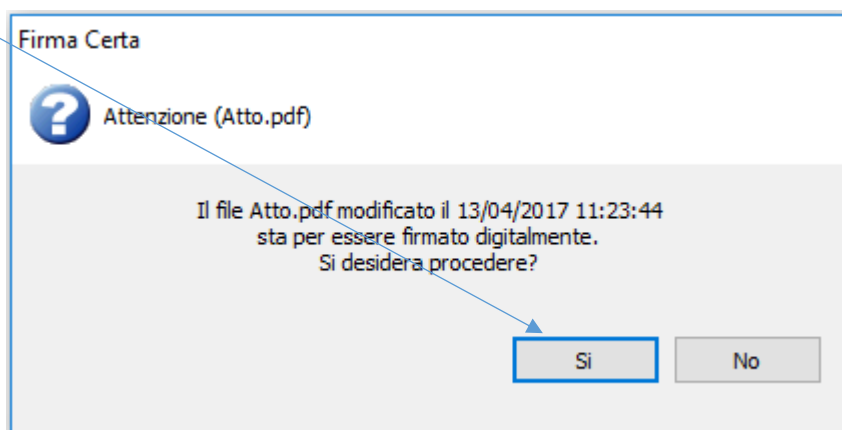 Firma Certa
Attenzione (Atto.pdf)
Il file Atto.pdf modificato il 13/04/2017 11:23:44
sta per essere firmato digitalmente.
Si desidera procedere?
Si No